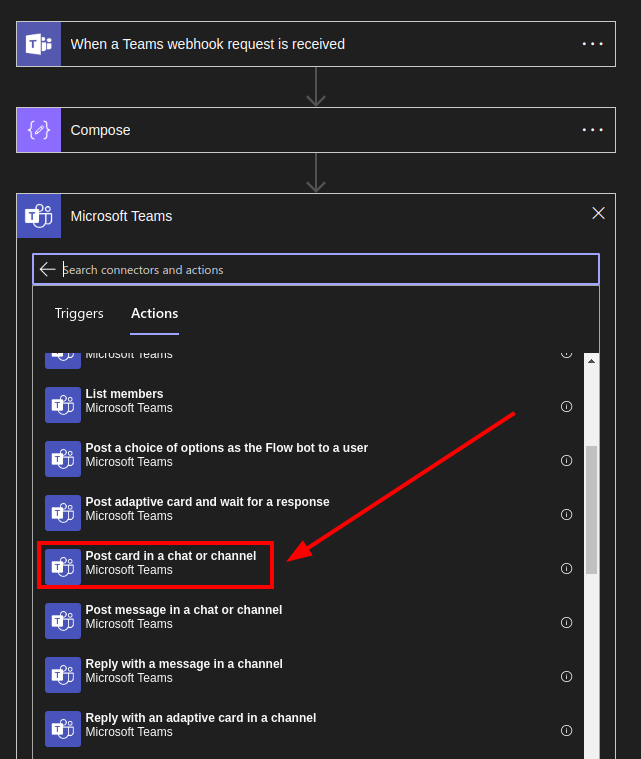 When a Teams webhook request is received
Compose
Microsoft Teams
Search connectors and actions
Triggers Actions
Microsoft Teams
List members
Microsoft Teams
Post a choice of options as the Flow bot to a user
Microsoft Teams
Post adaptive card and wait for a response
Microsoft Teams
Post card in a chat or channel
Microsoft Teams
Post message in a chat or channel
Microsoft Teams
Reply with a message in a channel
Microsoft Teams
Reply with an adaptive card in a channel
Microsoft Teams